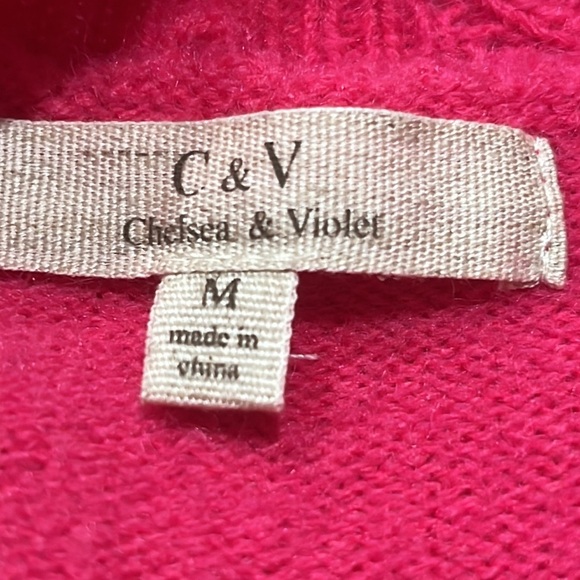 C & V
Chelsea & Violet
M
made in
china